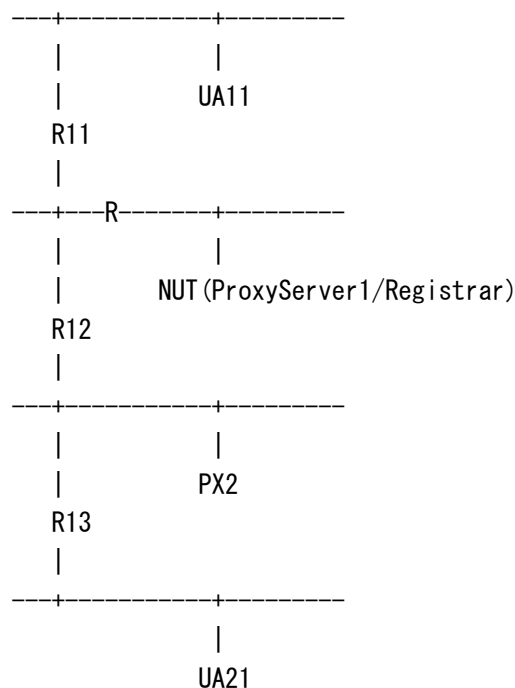 ---+-----------+---------
|           |
|         UA11
R11
|
---+---R-------+---------
|           |
|      NUT(ProxyServer1/Registrar)
R12
|
---+-----------+---------
|           |
|         PX2
R13
|
---+-----------+---------
|
UA21